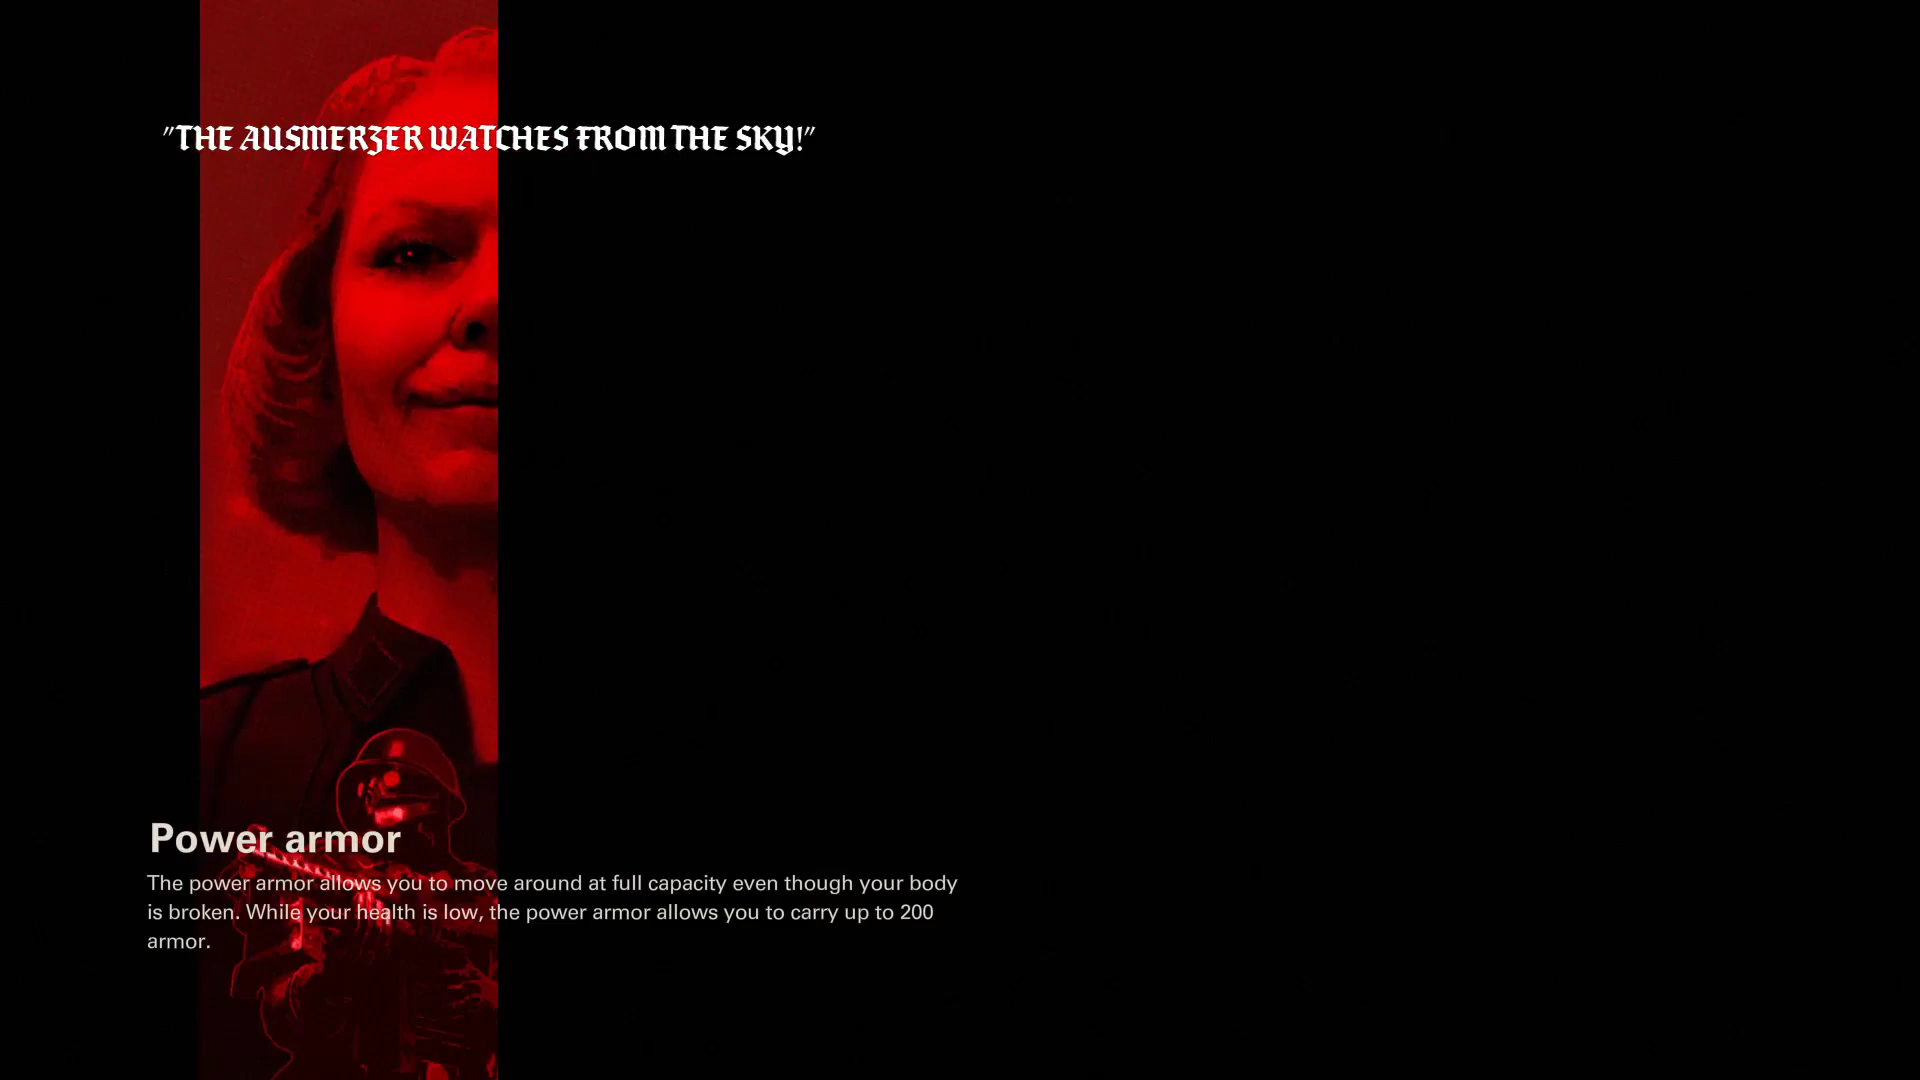 "THE AUSMERZER WATCHES FROM THE SKY!"
Power armor
The power armor allows you to move around at full capacity even though your body
is broken. While your health is low, the power armor allows you to carry up to 200
armor.